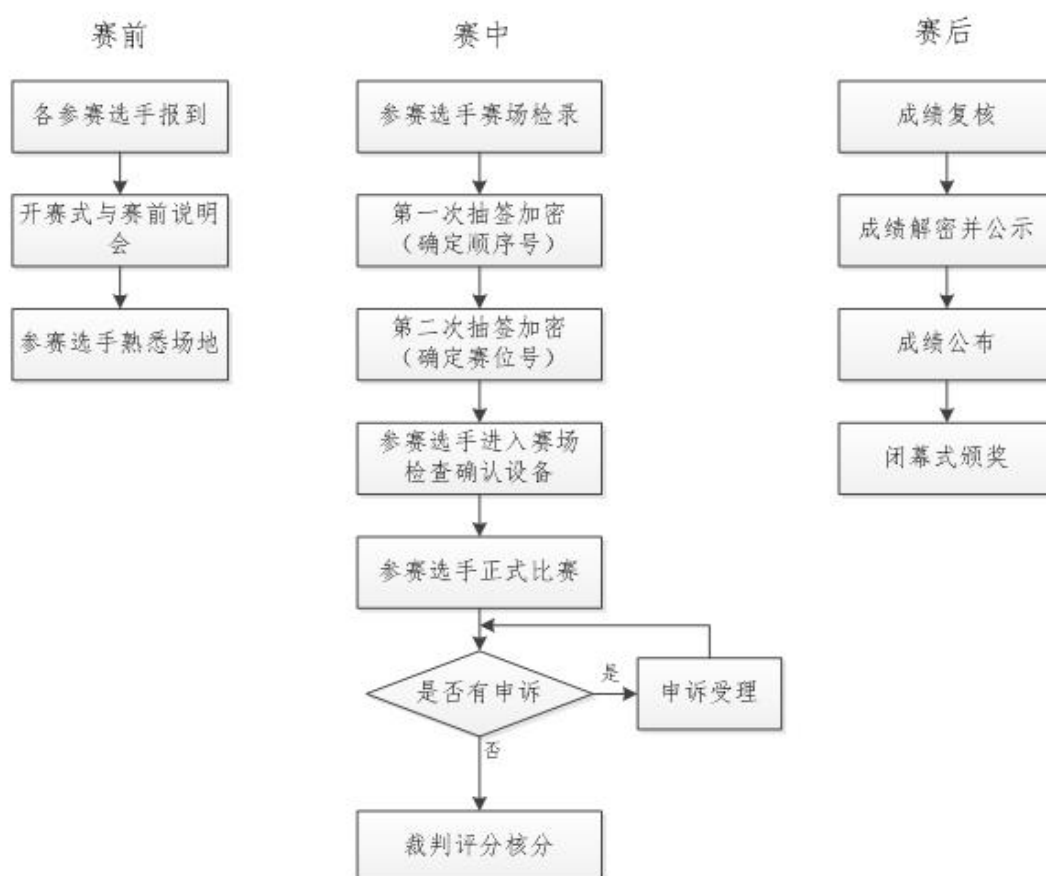 赛前
各参赛选手报到
开赛式与赛前说明
会
参赛选手熟悉场地
赛中
参赛选手赛场检录
第一次抽签加密
（确定顺序号）
第二次抽签加密
（确定赛位号）
参赛选手进入赛场
检查确认设备
参赛选手正式比赛
是否有申诉
是
申诉受理
否
裁判评分核分
赛后
成绩复核
成绩解密并公示
成绩公布
闭幕式颁奖